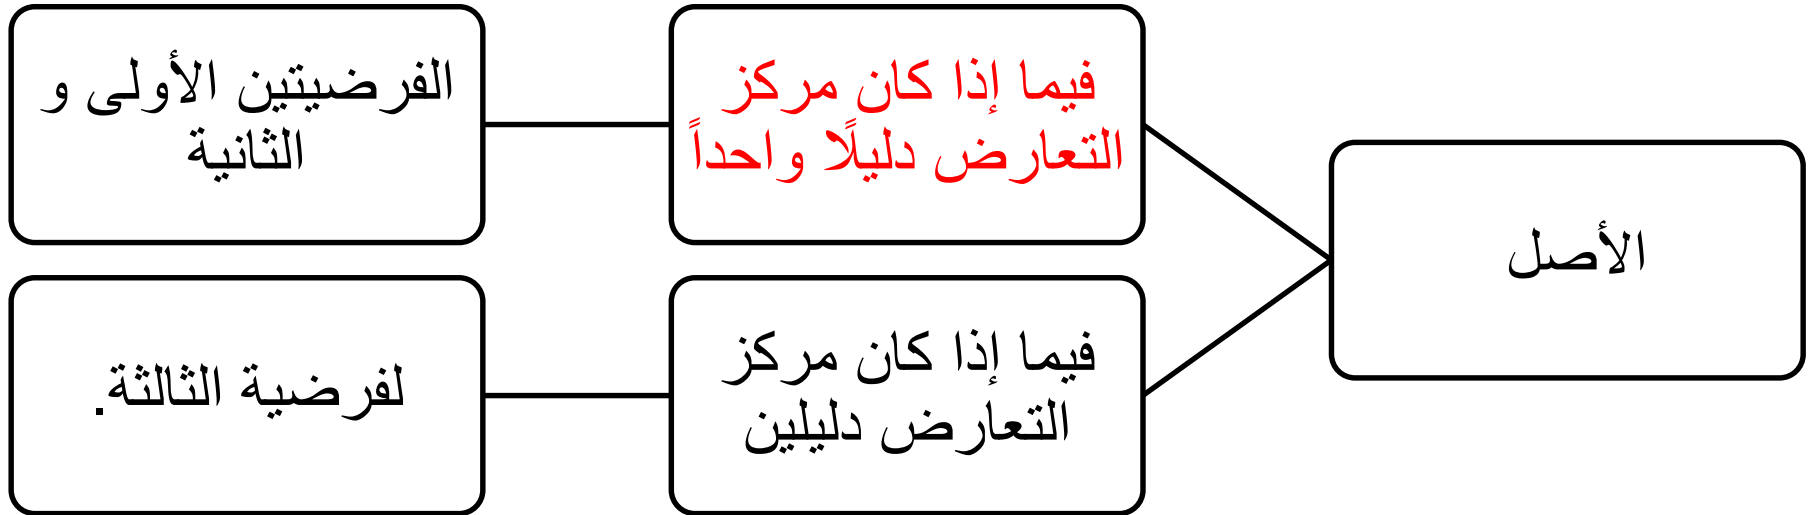 الأصل
فيما إذا كان مركز
التعارض دليلًا واحداً
الفرضيتين الأولى و
الثانية
فيما إذا كان مركز
التعارض دليلين
لفرضية الثالثة.